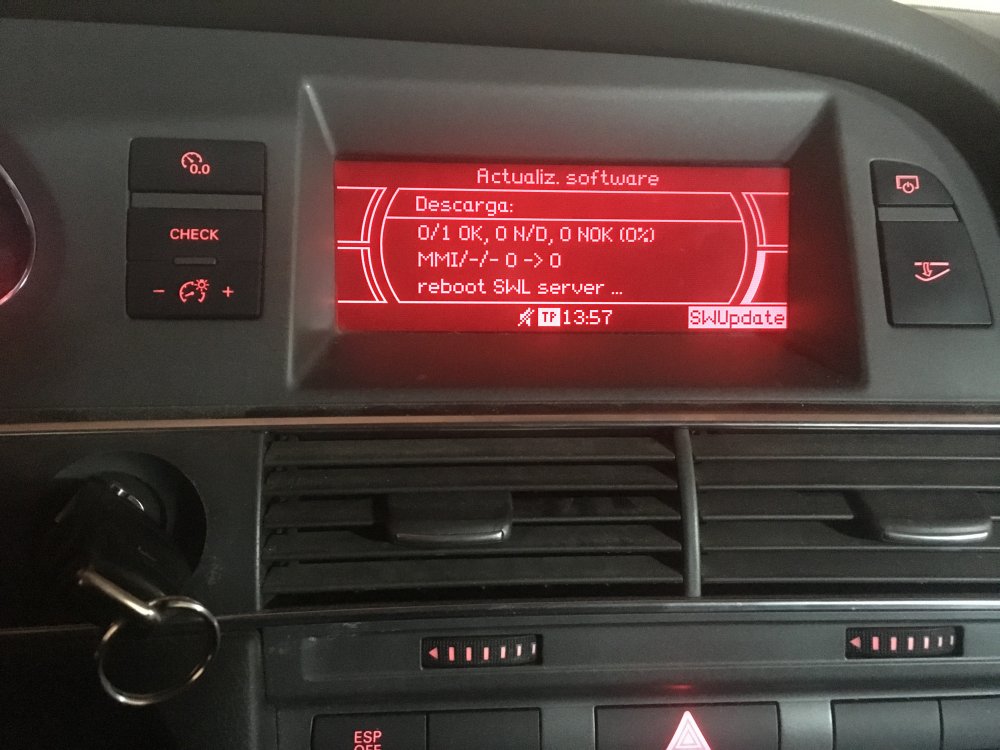 0.0
CHECK
- +
Actualiz. software
Descarga:
0/1 OK, 0 N/D, 0 NOK (0%)
MMI/-/- 0 -> 0
reboot SWL server ...
TP 13:57
SWUpdate
ESP
OFF